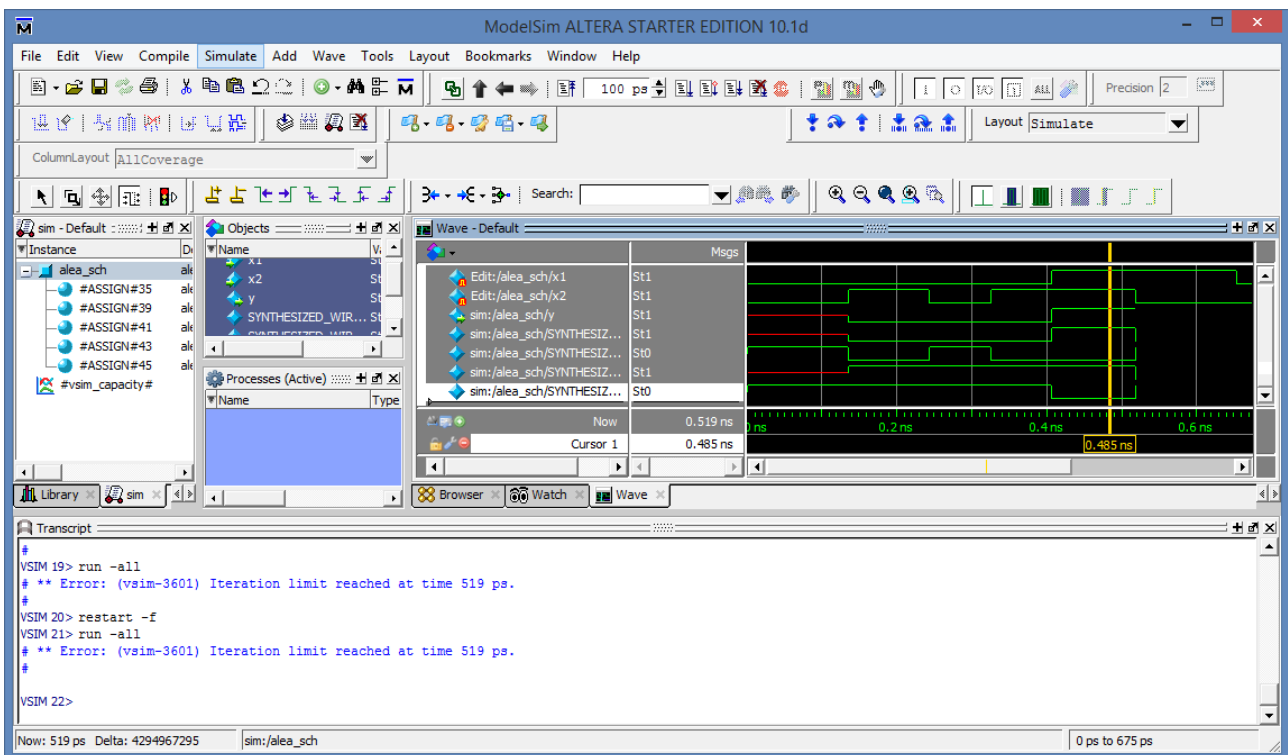 M
ModelSim ALTERA STARTER EDITION 10.1d
File Edit View Compile Simulate Add Wave Tools Layout Bookmarks Window Help
100 ps
ALL
Precision 2
Layout Simulate
ColumnLayout AllCoverage
Search:
sim - Default
Objects
Wave - Default
Instance
Name
Msgs
alea_sch
#ASSIGN#35
#ASSIGN#39
#ASSIGN#41
#ASSIGN#43
#ASSIGN#45
#vsim_capacity#
x1
x2
y
SYNTHESIZED_WIR...
Processes (Active)
Name Type
Edit:/alea_sch/x1 St1
Edit:/alea_sch/x2 St1
sim:/alea_sch/y St1
sim:/alea_sch/SYNTHESIZ... St1
sim:/alea_sch/SYNTHESIZ... St0
sim:/alea_sch/SYNTHESIZ... St1
sim:/alea_sch/SYNTHESIZ... St0
Now 0.519 ns
ns 0.2 ns 0.4 ns 0.6 ns
Cursor 1 0.485 ns
0.485 ns
Library sim
Browser Watch Wave
Transcript
#
VSIM 19> run -all
# ** Error: (vsim-3601) Iteration limit reached at time 519 ps.
#
VSIM 20> restart -f
VSIM 21> run -all
# ** Error: (vsim-3601) Iteration limit reached at time 519 ps.
#
VSIM 22>
Now: 519 ps Delta: 4294967295 sim:/alea_sch 0 ps to 675 ps